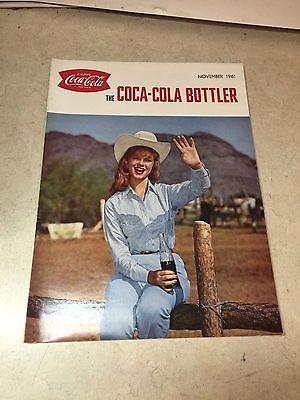 Coca-Cola
NOVEMBER 1961
THE COCA-COLA BOTTLER